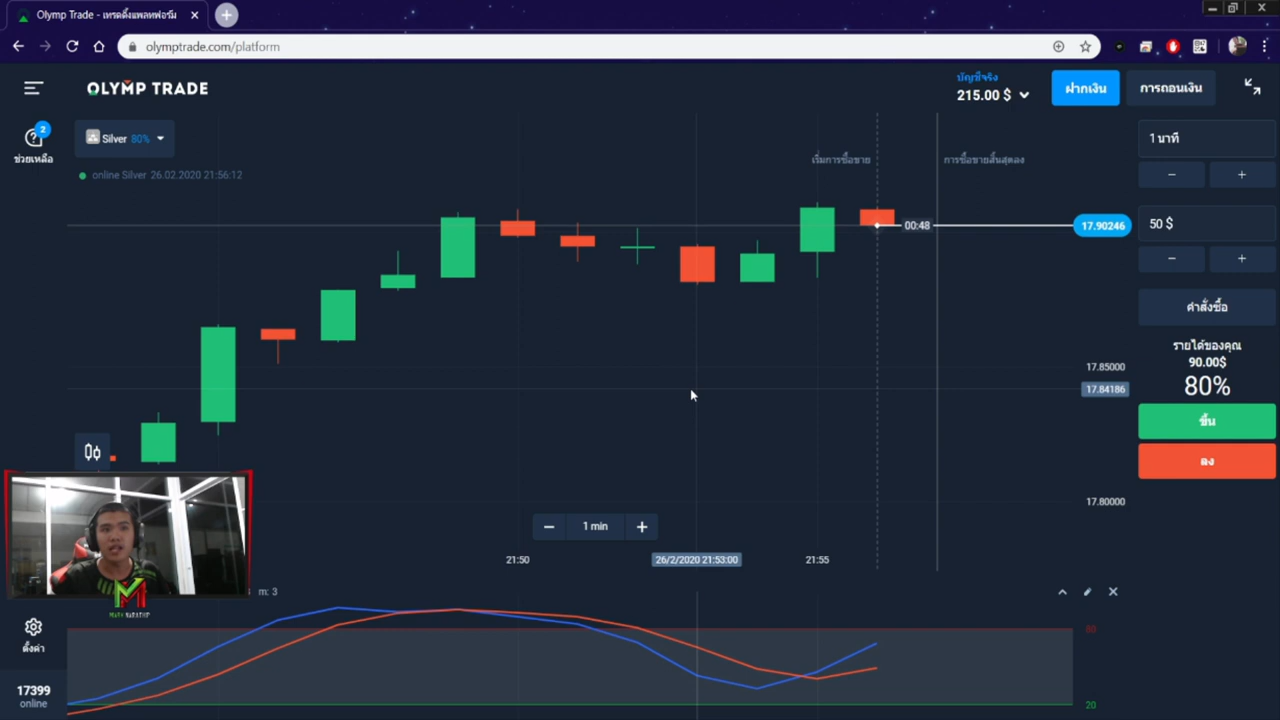 Olymp Trade - เทรดดิ้งแพลทฟอร์ม
olymptrade.com/platform
OLYMP TRADE
บัญชีจริง
215.00 $
ฝากเงิน
การถอนเงิน
2
ช่วยเหลือ
Silver 80%
online Silver 26.02.2020 21:56:12
เริ่มการซื้อขาย
การซื้อขายสิ้นสุดลง
1 นาที
− +
00:48
17.90246
50 $
− +
คำสั่งซื้อ
รายได้ของคุณ
90.00$
80%
17.85000
17.84186
ขึ้น
ลง
17.80000
− 1 min +
21:50
26/2/2020 21:53:00
21:55
m: 3
MATH
80
ตั้งค่า
17399
online
20